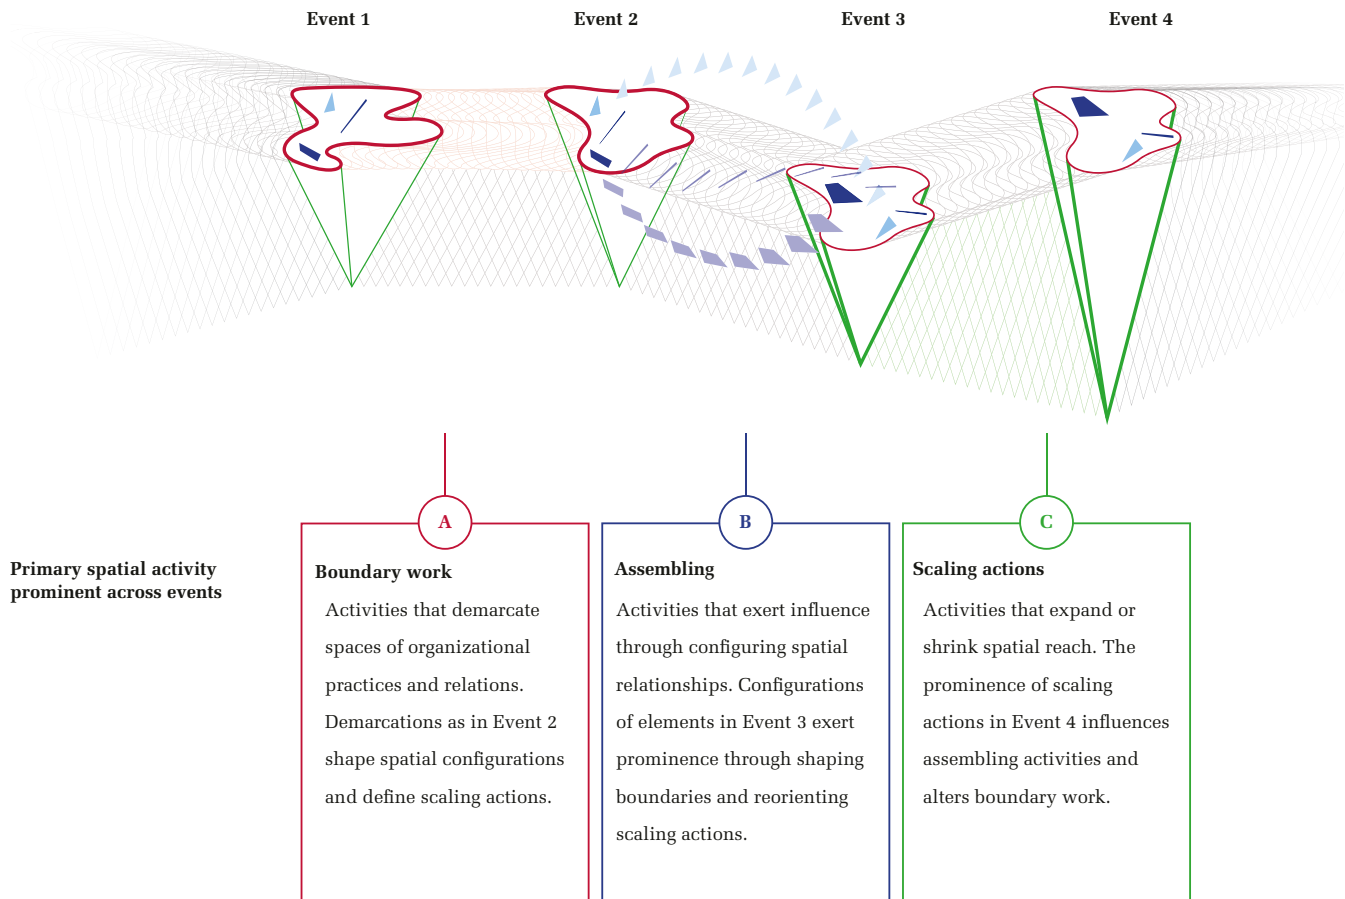 Event 1
Event 2
Event 3
Event 4
Primary spatial activity
prominent across events
A
Boundary work
Activities that demarcate
spaces of organizational
practices and relations.
Demarcations as in Event 2
shape spatial configurations
and define scaling actions.
B
Assembling
Activities that exert influence
through configuring spatial
relationships. Configurations
of elements in Event 3 exert
prominence through shaping
boundaries and reorienting
scaling actions.
C
Scaling actions
Activities that expand or
shrink spatial reach. The
prominence of scaling
actions in Event 4 influences
assembling activities and
alters boundary work.